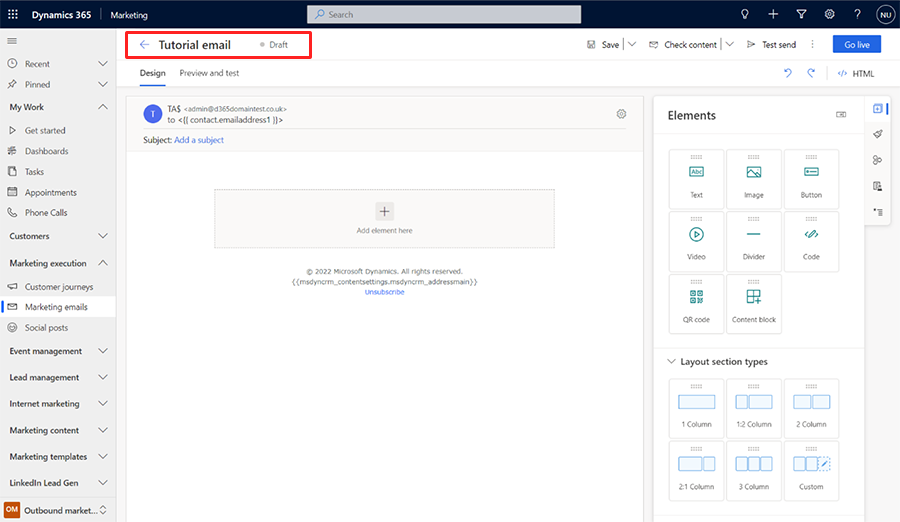 Dynamics 365 Marketing Search NU
Tutorial email Draft Save Check content Test send Go live
Design Preview and test HTML
Recent
Pinned
My Work
Get started
Dashboards
Tasks
Appointments
Phone Calls
Customers
Marketing execution
Customer journeys
Marketing emails
Social posts
Event management
Lead management
Internet marketing
Marketing content
Marketing templates
LinkedIn Lead Gen
OM Outbound market...
T
TA$ <admin@d365domaintest.co.uk>
to <{{ contact.emailaddress1 }}>
Subject: Add a subject
Add element here
© 2022 Microsoft Dynamics. All rights reserved.
{{msdyncrm_contentsettings.msdyncrm_addressmain}}
Unsubscribe
Elements
Abc
Text Image Button
Video Divider Code
QR code Content block
Layout section types
1 Column 1:2 Column 2 Column
2:1 Column 3 Column Custom